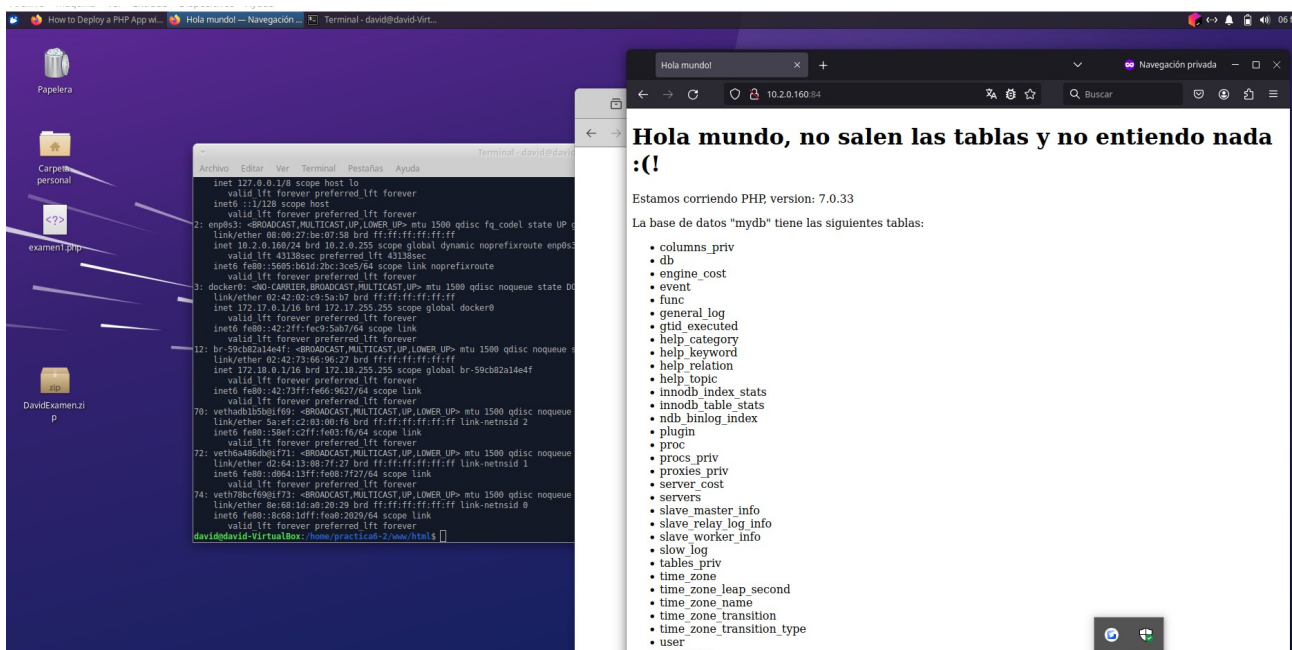 How to Deploy a PHP App wi...
Hola mundo! — Navegación ...
Terminal - david@david-Virt...
Papelera
Carpeta
personal
examen1.php
zip
DavidExamen.zi
p
Terminal - david@david
Archivo Editar Ver Terminal Pestañas Ayuda
inet 127.0.0.1/8 scope host lo
valid_lft forever preferred_lft forever
inet6 ::1/128 scope host
valid_lft forever preferred_lft forever
2: enp0s3: <BROADCAST,MULTICAST,UP,LOWER_UP> mtu 1500 qdisc fq_codel state UP g
link/ether 08:00:27:be:07:58 brd ff:ff:ff:ff:ff:ff
inet 10.2.0.160/24 brd 10.2.0.255 scope global dynamic noprefixroute enp0s3
valid_lft 43138sec preferred_lft 43138sec
inet6 fe80::5605:b61d:2bc:3ce5/64 scope link noprefixroute
valid_lft forever preferred_lft forever
3: docker0: <NO-CARRIER,BROADCAST,MULTICAST,UP> mtu 1500 qdisc noqueue state DO
link/ether 02:42:02:c9:5a:b7 brd ff:ff:ff:ff:ff:ff
inet 172.17.0.1/16 brd 172.17.255.255 scope global docker0
valid_lft forever preferred_lft forever
inet6 fe80::42:2ff:fec9:5ab7/64 scope link
valid_lft forever preferred_lft forever
12: br-59cb82a14e4f: <BROADCAST,MULTICAST,UP,LOWER_UP> mtu 1500 qdisc noqueue s
link/ether 02:42:73:66:96:27 brd ff:ff:ff:ff:ff:ff
inet 172.18.0.1/16 brd 172.18.255.255 scope global br-59cb82a14e4f
valid_lft forever preferred_lft forever
inet6 fe80::42:73ff:fe66:9627/64 scope link
valid_lft forever preferred_lft forever
70: vethadb1b5b@if69: <BROADCAST,MULTICAST,UP,LOWER_UP> mtu 1500 qdisc noqueue
link/ether 5a:ef:c2:03:00:f6 brd ff:ff:ff:ff:ff:ff link-netnsid 2
inet6 fe80::58ef:c2ff:fe03:f6/64 scope link
valid_lft forever preferred_lft forever
72: veth6a486db@if71: <BROADCAST,MULTICAST,UP,LOWER_UP> mtu 1500 qdisc noqueue
link/ether d2:64:13:08:7f:27 brd ff:ff:ff:ff:ff:ff link-netnsid 1
inet6 fe80::d064:13ff:fe08:7f27/64 scope link
valid_lft forever preferred_lft forever
74: veth78bcf69@if73: <BROADCAST,MULTICAST,UP,LOWER_UP> mtu 1500 qdisc noqueue
link/ether 8e:68:1d:a0:20:29 brd ff:ff:ff:ff:ff:ff link-netnsid 0
inet6 fe80::8c68:1dff:fea0:2029/64 scope link
valid_lft forever preferred_lft forever
david@david-VirtualBox:/home/practica6-2/www/html$
Hola mundo!
Navegación privada
10.2.0.160:84
Buscar
Hola mundo, no salen las tablas y no entiendo nada
:(!
Estamos corriendo PHP, version: 7.0.33
La base de datos "mydb" tiene las siguientes tablas:
• columns_priv
• db
• engine_cost
• event
• func
• general_log
• gtid_executed
• help_category
• help_keyword
• help_relation
• help_topic
• innodb_index_stats
• innodb_table_stats
• ndb_binlog_index
• plugin
• proc
• procs_priv
• proxies_priv
• server_cost
• servers
• slave_master_info
• slave_relay_log_info
• slave_worker_info
• slow_log
• tables_priv
• time_zone
• time_zone_leap_second
• time_zone_name
• time_zone_transition
• time_zone_transition_type
• user